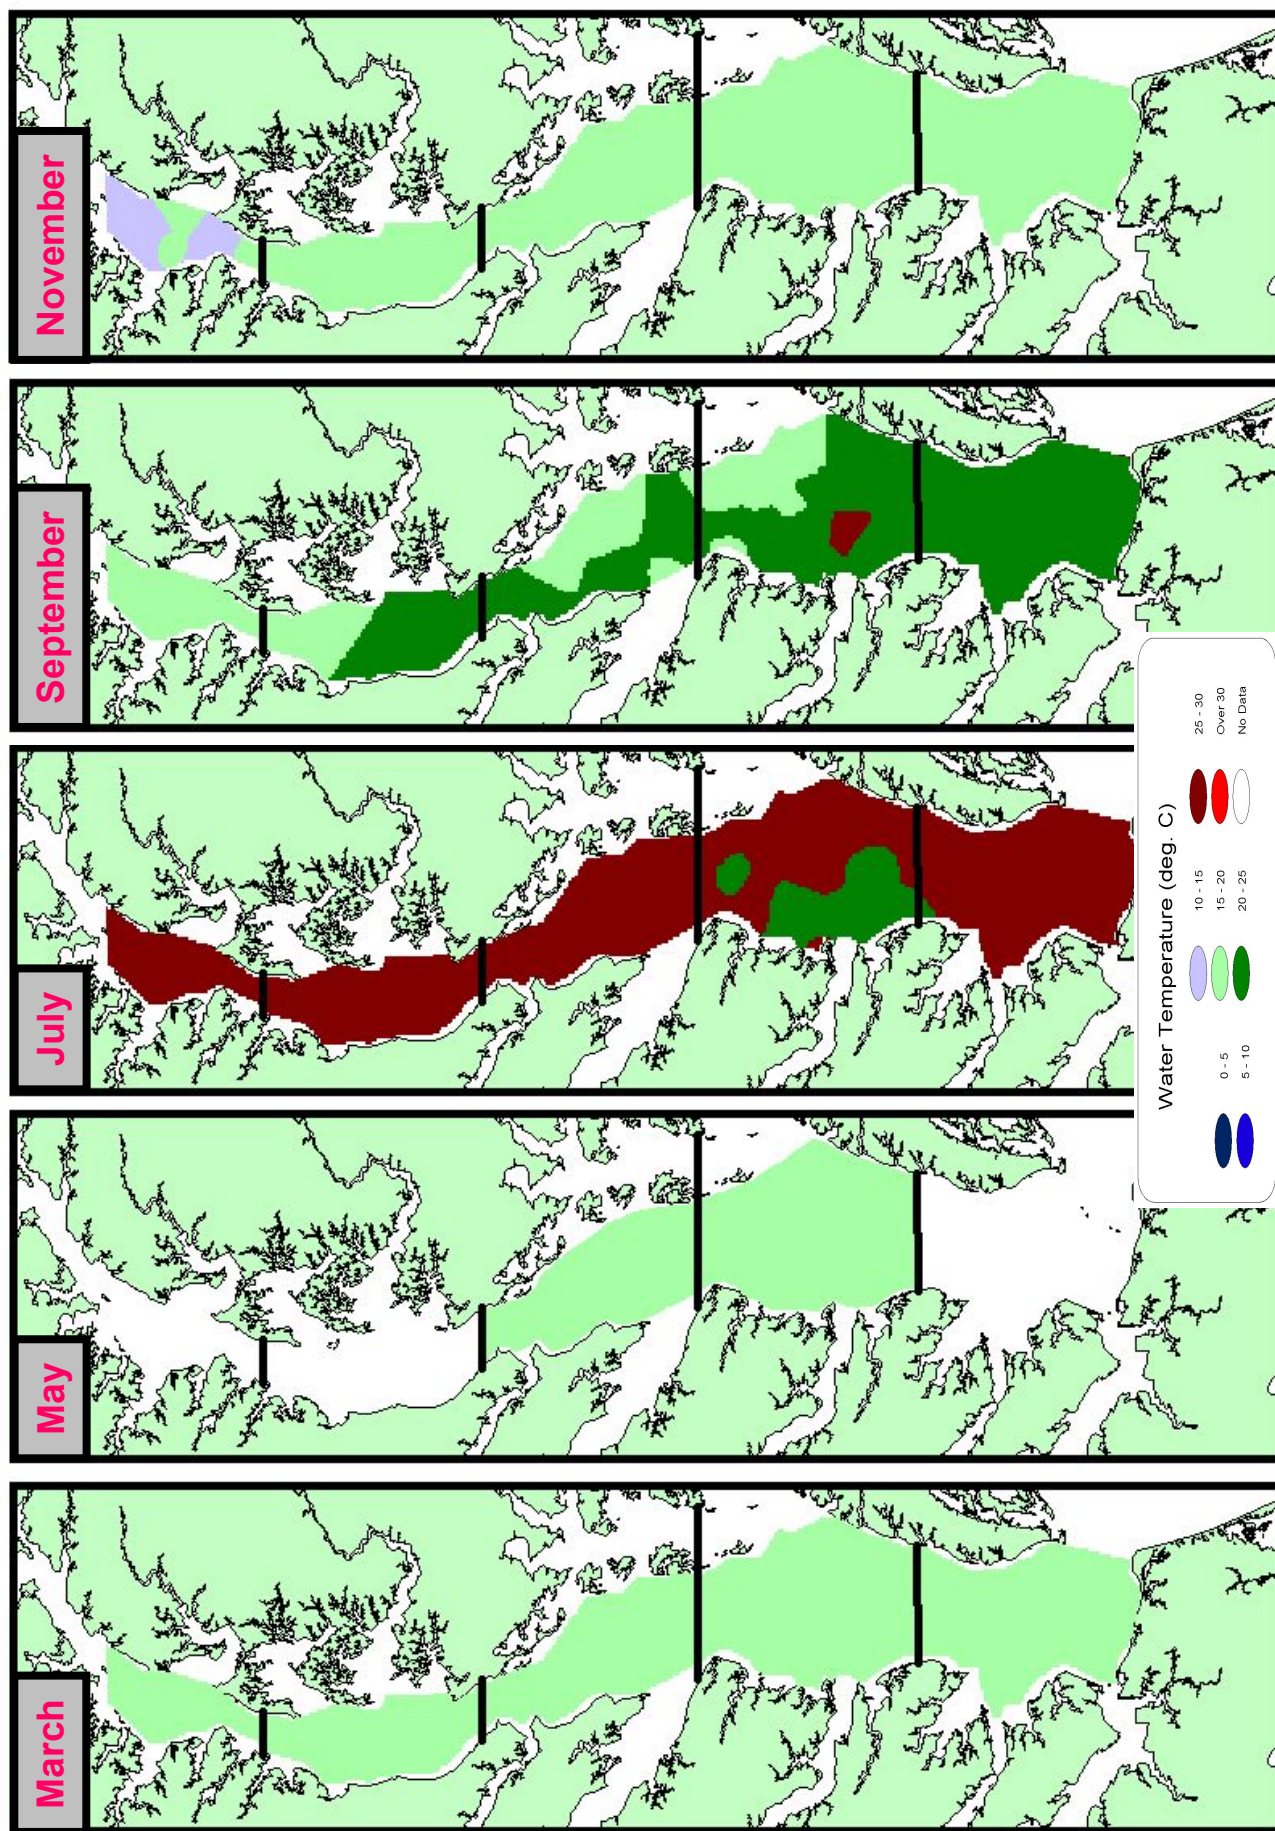 March
May
July
September
November
Water Temperature (deg. C)
0 - 5
5 - 10
10 - 15
15 - 20
20 - 25
25 - 30
Over 30
No Data